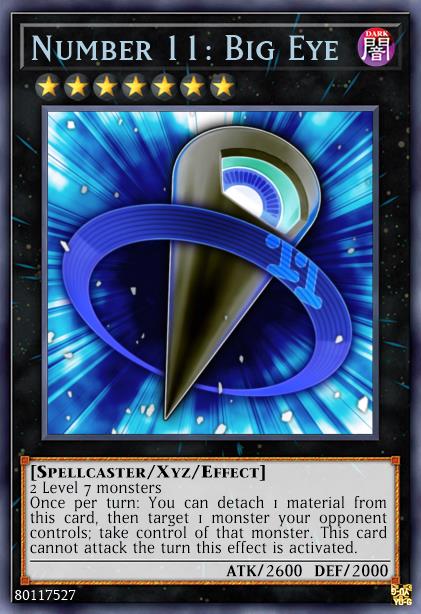 Number 11: Big Eye
DARK
闇
11
[Spellcaster/Xyz/Effect]
2 Level 7 monsters
Once per turn: You can detach 1 material from
this card, then target 1 monster your opponent
controls; take control of that monster. This card
cannot attack the turn this effect is activated.
ATK/2600 DEF/2000
80117527